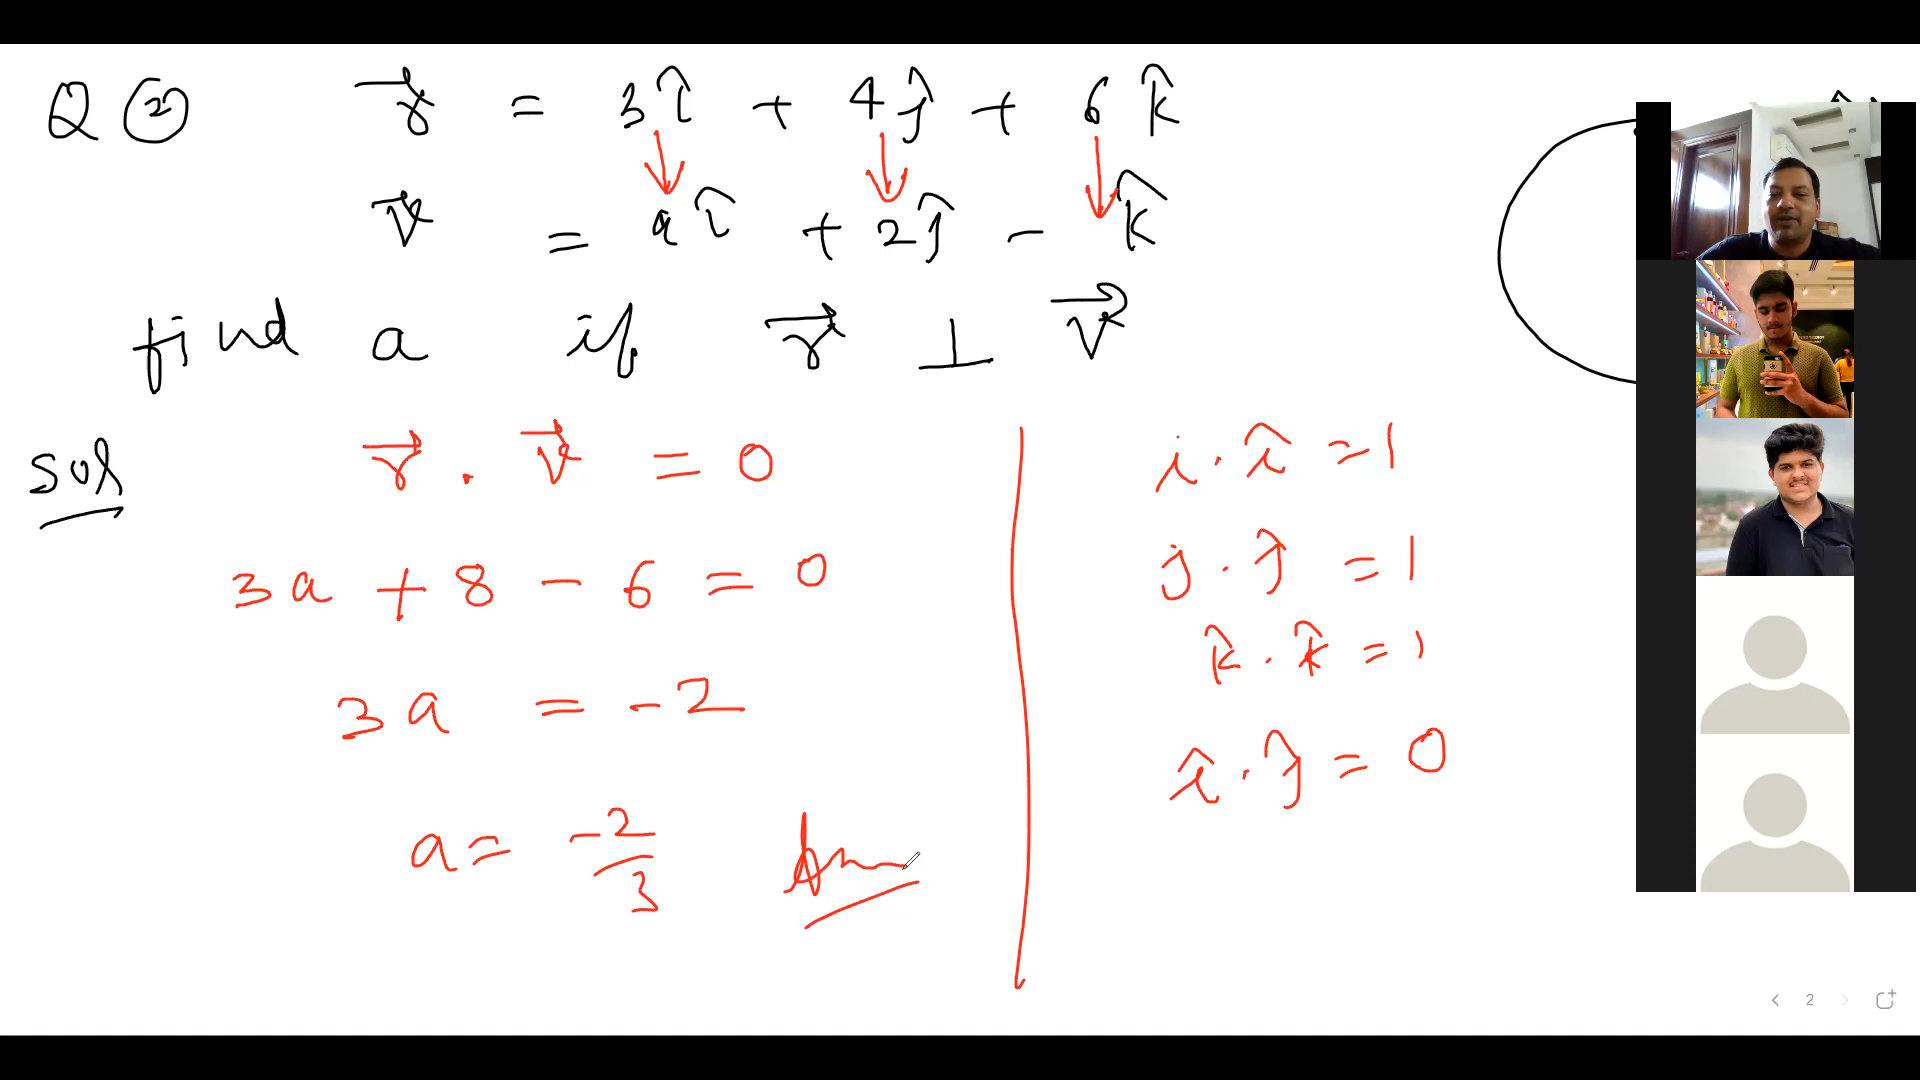 Q ② r⃗ = 3î + 4ĵ + 6k̂
v⃗ = aî + 2ĵ - k̂
find a if r⃗ ⊥ v⃗
Sol r⃗ . v⃗ = 0
3a + 8 - 6 = 0
3a = -2
a = -2/3 Ans
i . î = 1
j . ĵ = 1
k̂ . k̂ = 1
î . ĵ = 0
2